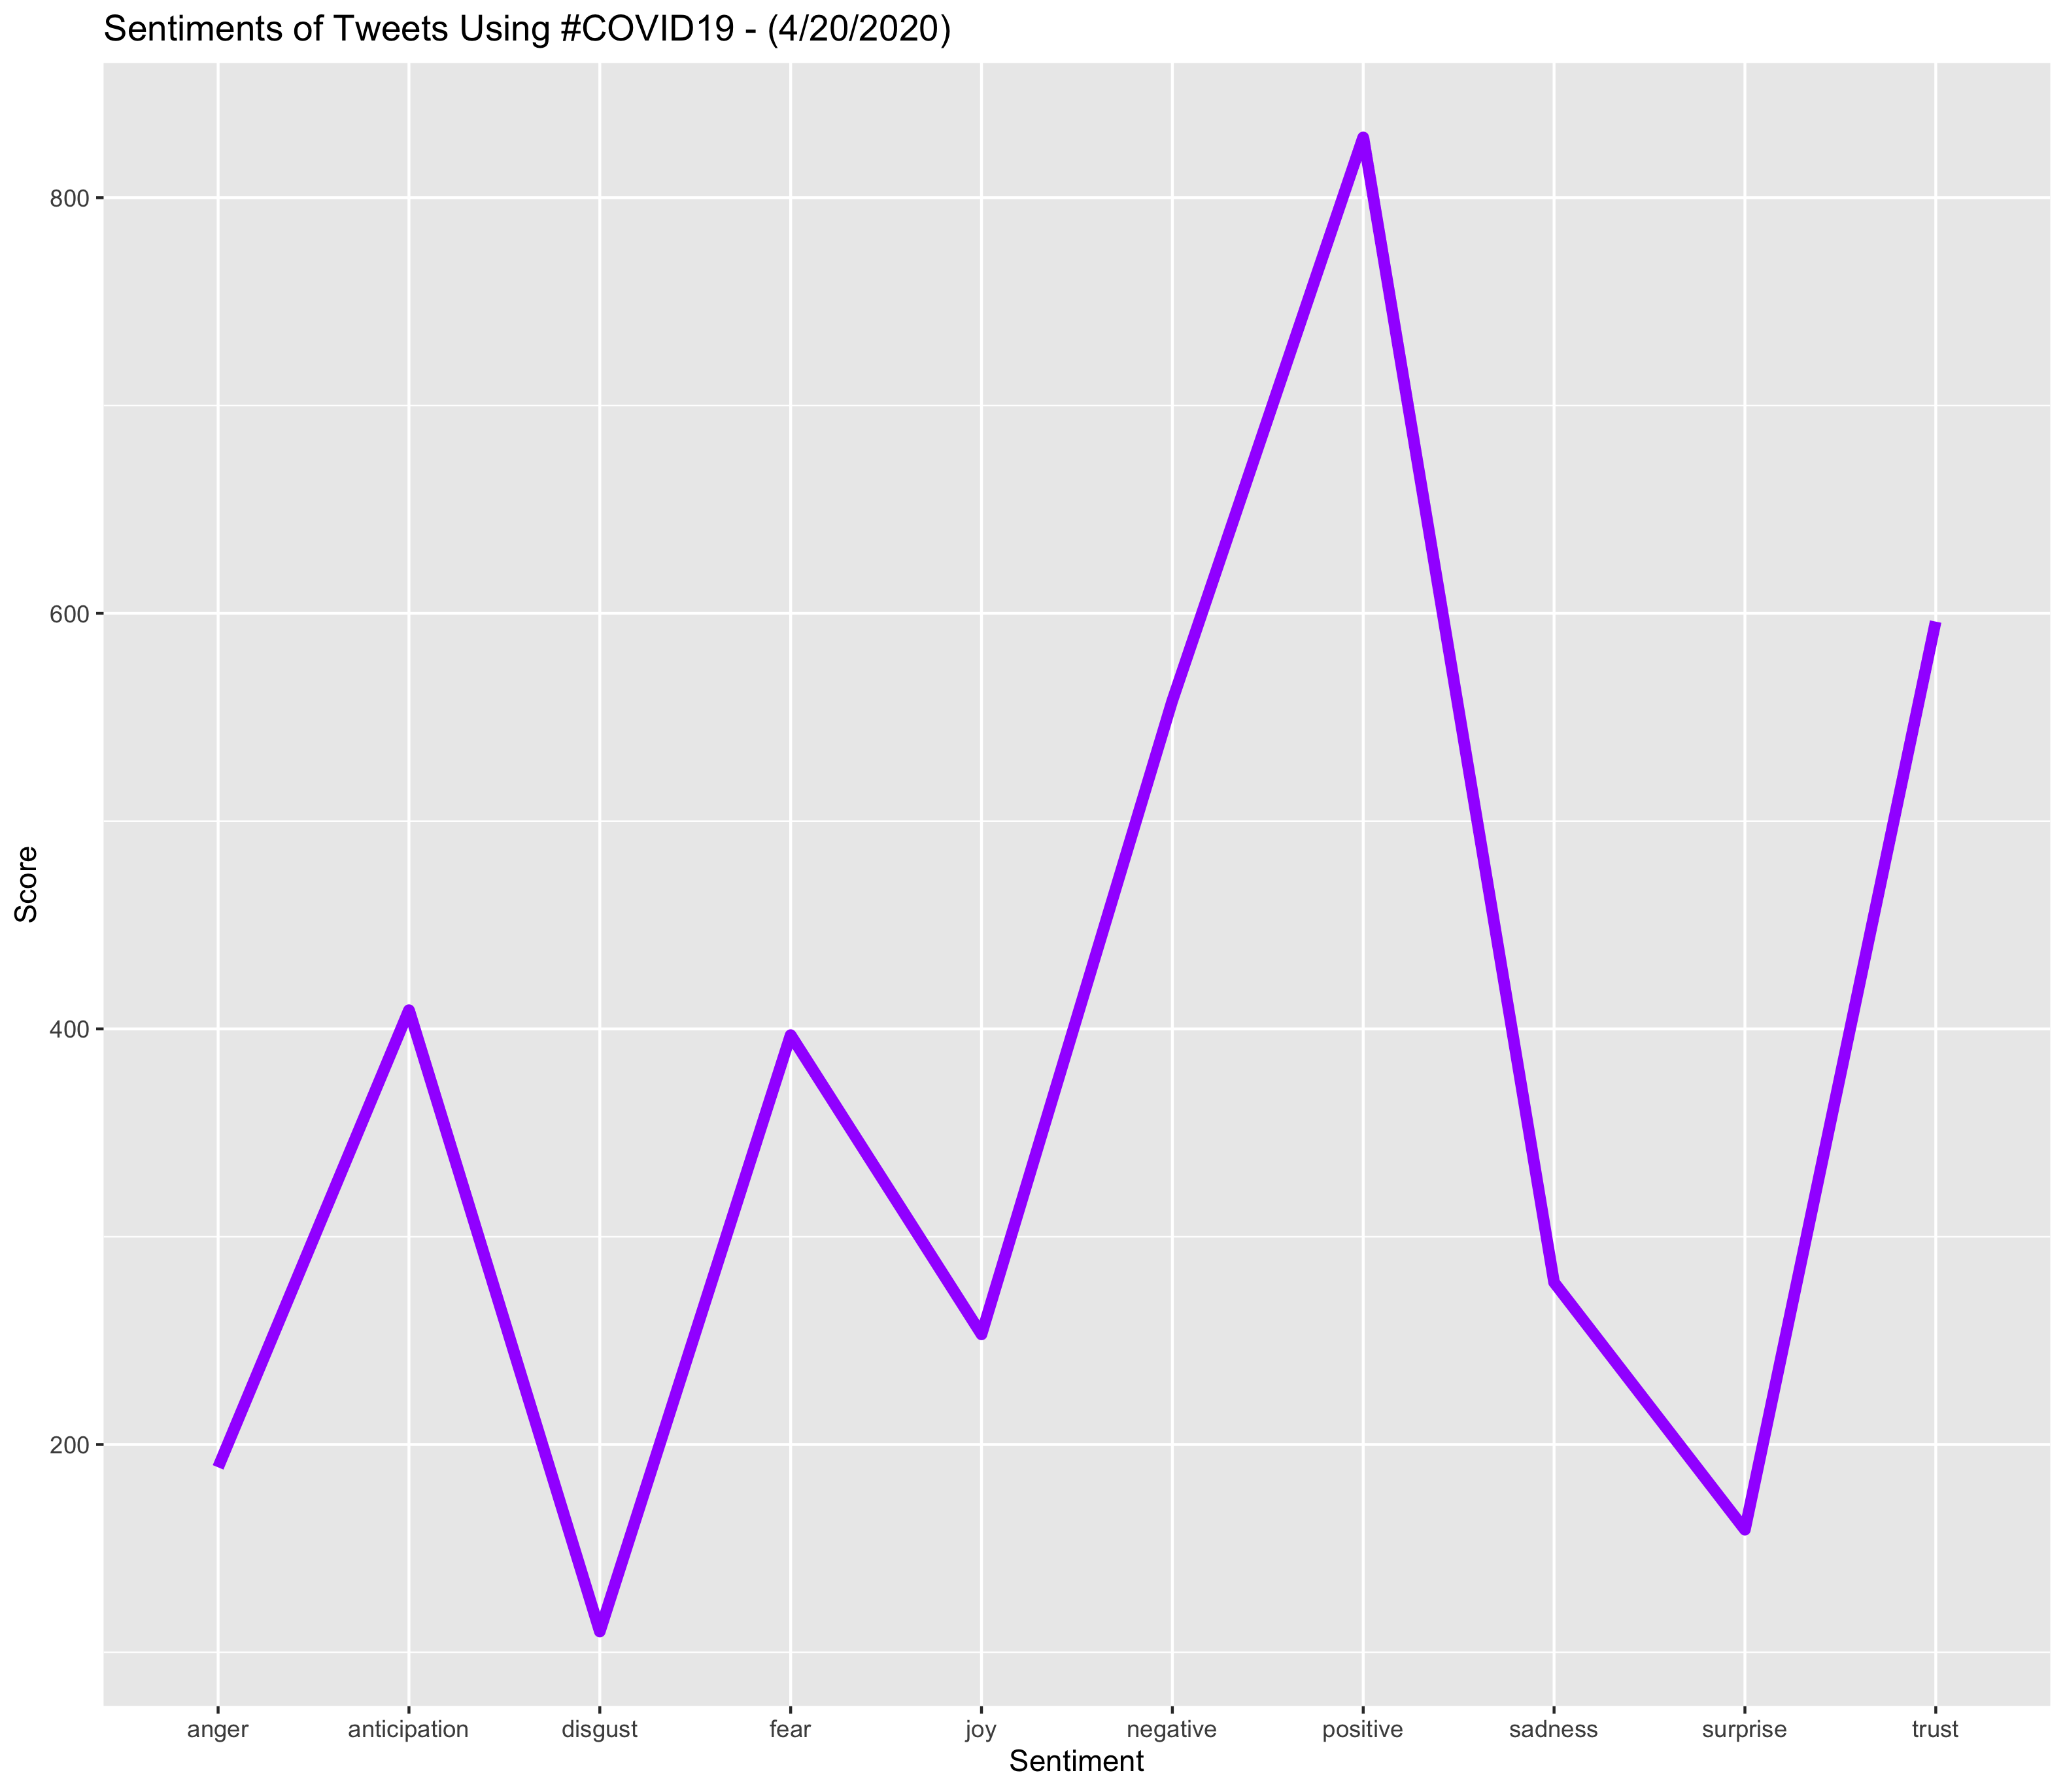 Sentiments of Tweets Using #COVID19 - (4/20/2020)
Score
800
600
400
200
anger anticipation disgust fear joy negative positive sadness surprise trust
Sentiment